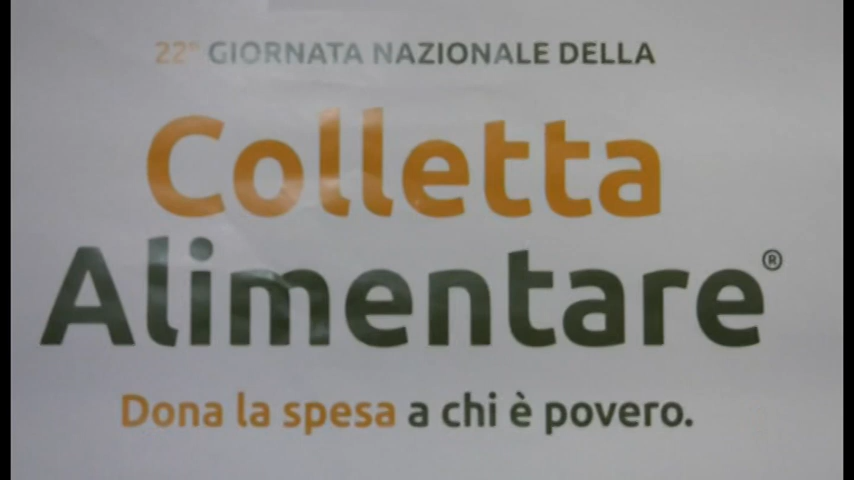 22ª GIORNATA NAZIONALE DELLA
Colletta
Alimentare®
Dona la spesa a chi è povero.